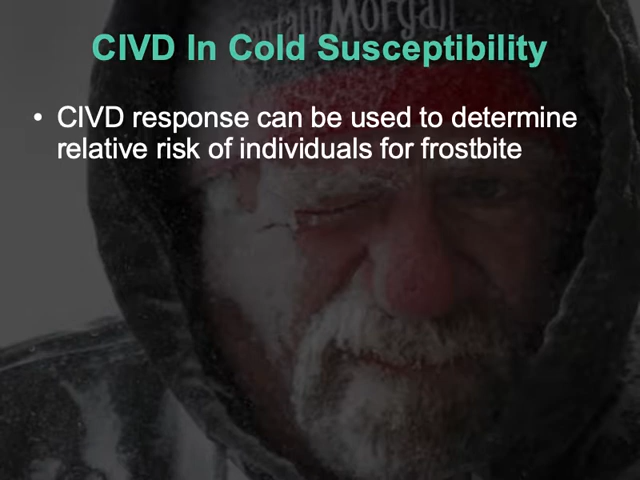 Captain Morgan
CIVD In Cold Susceptibility
• CIVD response can be used to determine
relative risk of individuals for frostbite